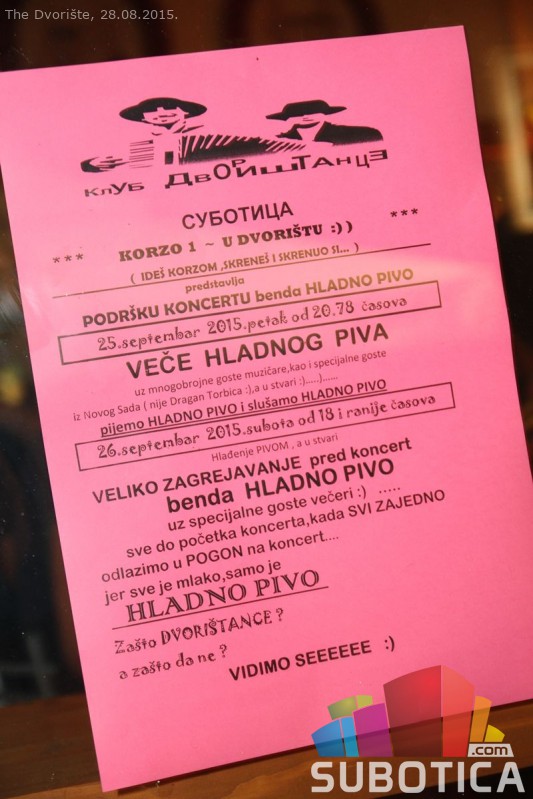 The Dvorište, 28.08.2015.
клУБ ДвОРИшТАнцЕ
СУБОТИЦА
*** KORZO 1 ~ U DVORIŠTU :)) ***
( IDEŠ KORZOM ,SKRENEŠ I SKRENUO SI... )
predstavlja
PODRŠKU KONCERTU benda HLADNO PIVO
25.septembar 2015.petak od 20.78 časova
VEČE HLADNOG PIVA
uz mnogobrojne goste muzičare,kao i specijalne goste
iz Novog Sada ( nije Dragan Torbica :),a u stvari :).....)......
pijemo HLADNO PIVO i slušamo HLADNO PIVO
26.septembar 2015.subota od 18 i ranije časova
Hlađenje PIVOM , a u stvari
VELIKO ZAGREJAVANJE pred koncert
benda HLADNO PIVO
uz specijalne goste večeri :) .....
sve do početka koncerta,kada SVI ZAJEDNO
odlazimo u POGON na koncert....
jer sve je mlako,samo je
HLADNO PIVO
Zašto DVORIŠTANCE ?
a zašto da ne ?
VIDIMO SEEEEEE :)
.com
SUBOTICA